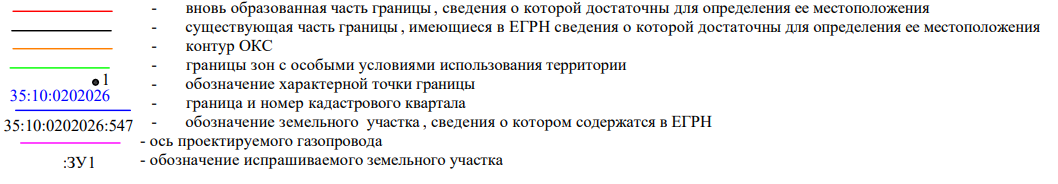 - вновь образованная часть границы, сведения о которой достаточны для определения ее местоположения
- существующая часть границы, имеющиеся в ЕГРН сведения о которой достаточны для определения ее местоположения
- контур ОКС
- границы зон с особыми условиями использования территории
1 - обозначение характерной точки границы
35:10:0202026 - граница и номер кадастрового квартала
35:10:0202026:547 - обозначение земельного участка, сведения о котором содержатся в ЕГРН
- ось проектируемого газопровода
:ЗУ1 - обозначение испрашиваемого земельного участка